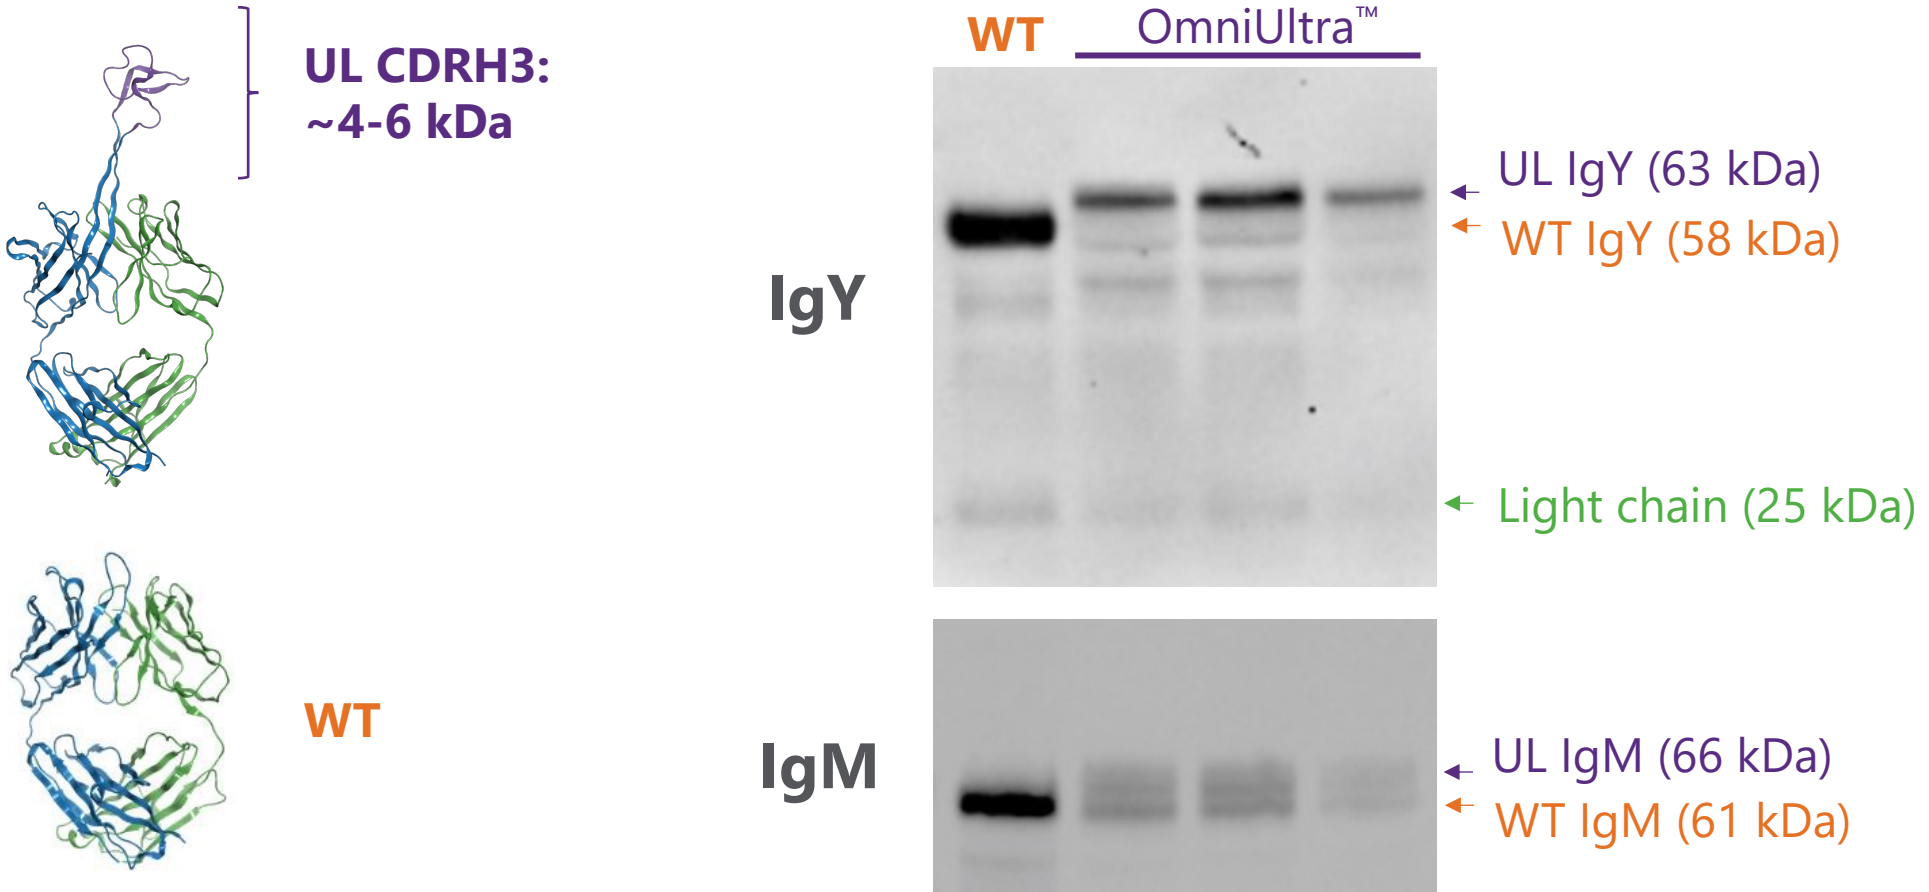 UL CDRH3:
~4-6 kDa
WT
WT
OmniUltra™
IgY
UL IgY (63 kDa)
WT IgY (58 kDa)
Light chain (25 kDa)
IgM
UL IgM (66 kDa)
WT IgM (61 kDa)